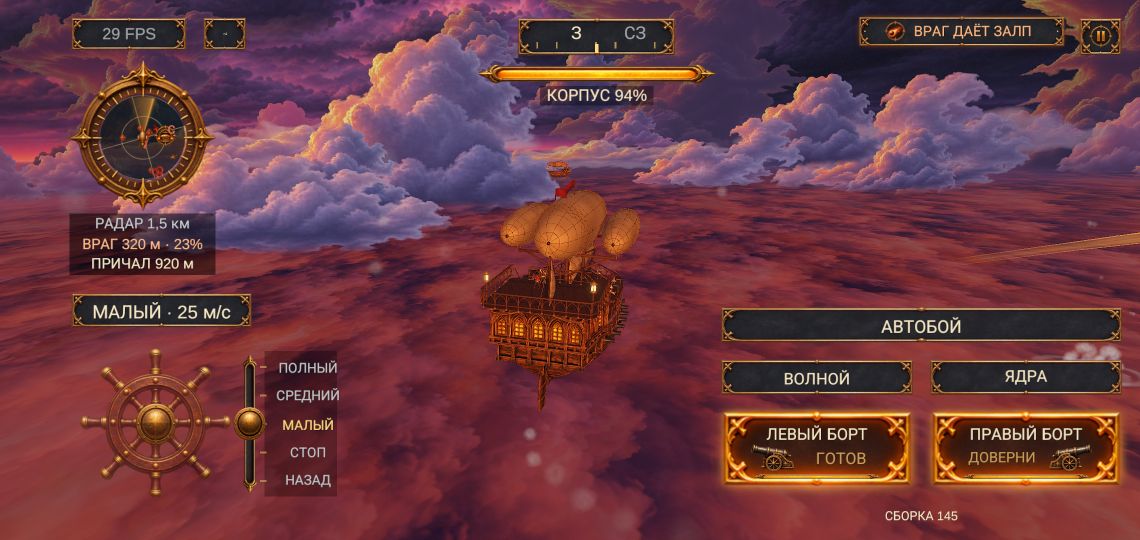 29 FPS
З СЗ
ВРАГ ДАЁТ ЗАЛП
КОРПУС 94%
РАДАР 1,5 км
ВРАГ 320 м · 23%
ПРИЧАЛ 920 м
МАЛЫЙ · 25 м/с
ПОЛНЫЙ
СРЕДНИЙ
МАЛЫЙ
СТОП
НАЗАД
АВТОБОЙ
ВОЛНОЙ
ЯДРА
ЛЕВЫЙ БОРТ
ГОТОВ
ПРАВЫЙ БОРТ
ДОВЕРНИ
СБОРКА 145